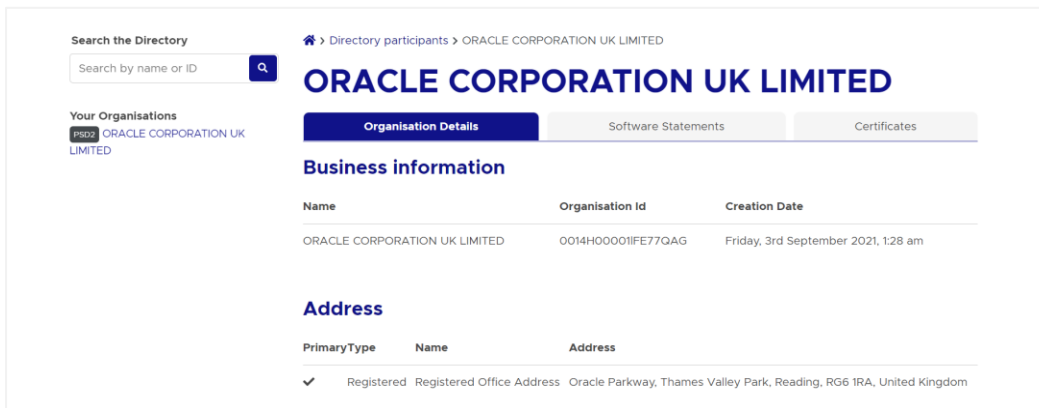 Search the Directory
Search by name or ID
Your Organisations
PSD2 ORACLE CORPORATION UK
LIMITED
> Directory participants > ORACLE CORPORATION UK LIMITED
ORACLE CORPORATION UK LIMITED
Organisation Details Software Statements Certificates
Business information
Name Organisation Id Creation Date
ORACLE CORPORATION UK LIMITED 0014H00001lFE77QAG Friday, 3rd September 2021, 1:28 am
Address
PrimaryType Name Address
Registered Registered Office Address Oracle Parkway, Thames Valley Park, Reading, RG6 1RA, United Kingdom